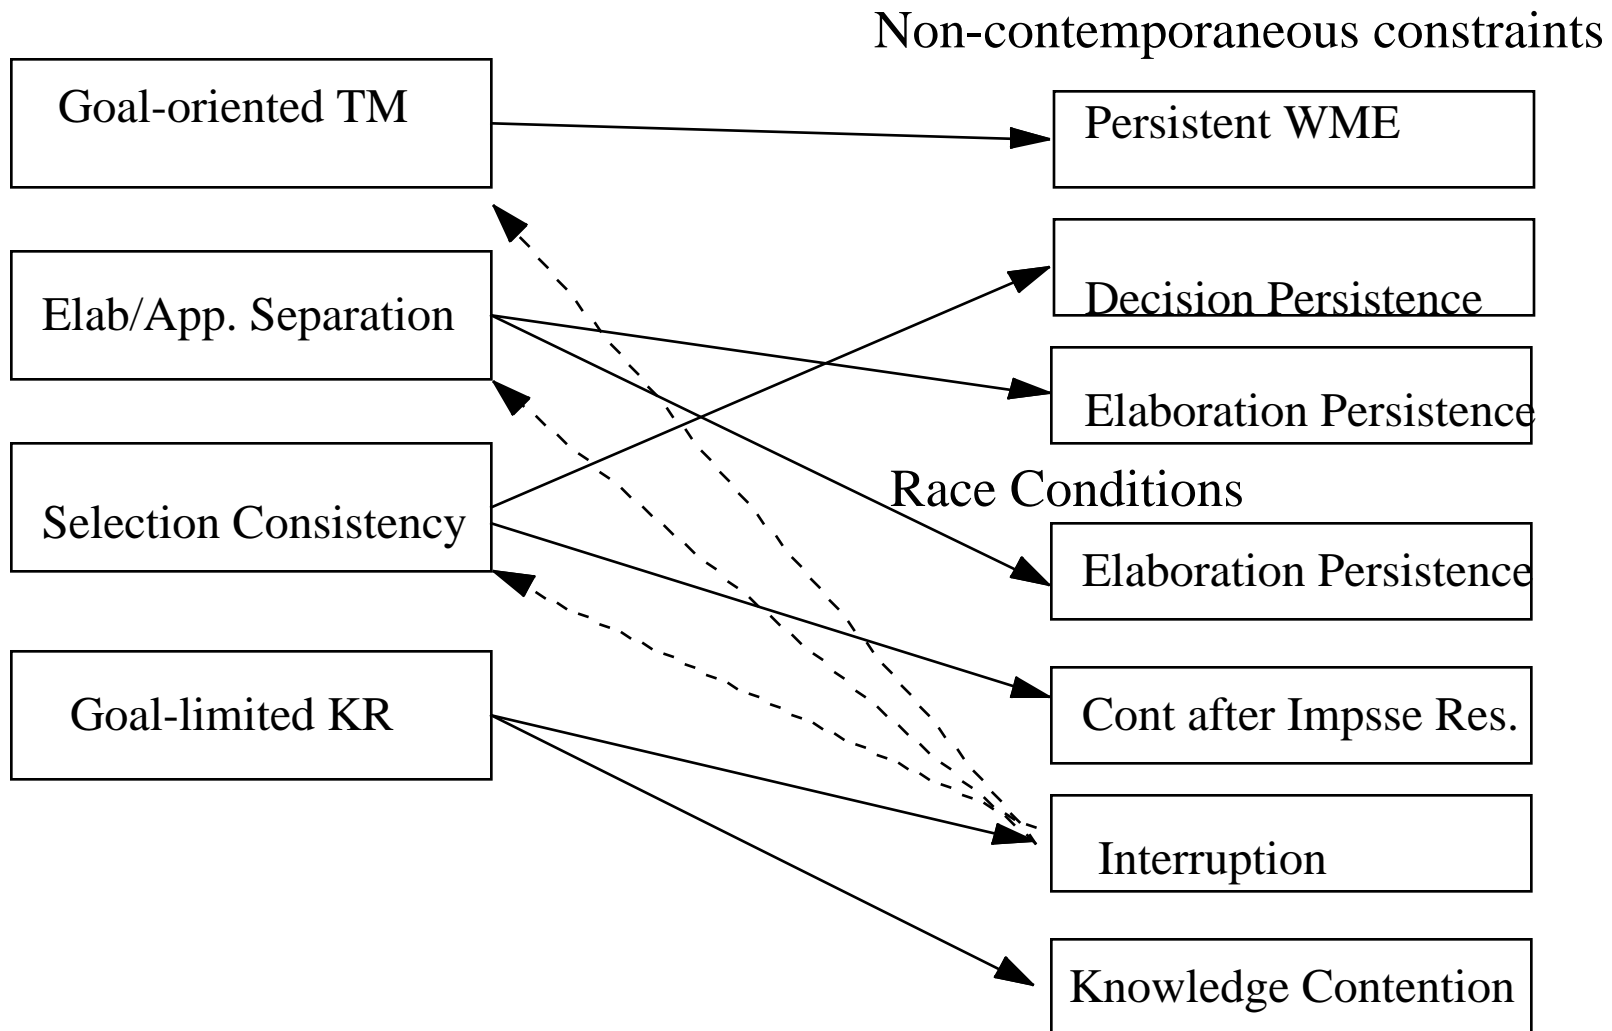 Non-contemporaneous constraints
Goal-oriented TM
Persistent WME
Elab/App. Separation
Decision Persistence
Elaboration Persistence
Selection Consistency
Race Conditions
Elaboration Persistence
Goal-limited KR
Cont after Impsse Res.
Interruption
Knowledge Contention